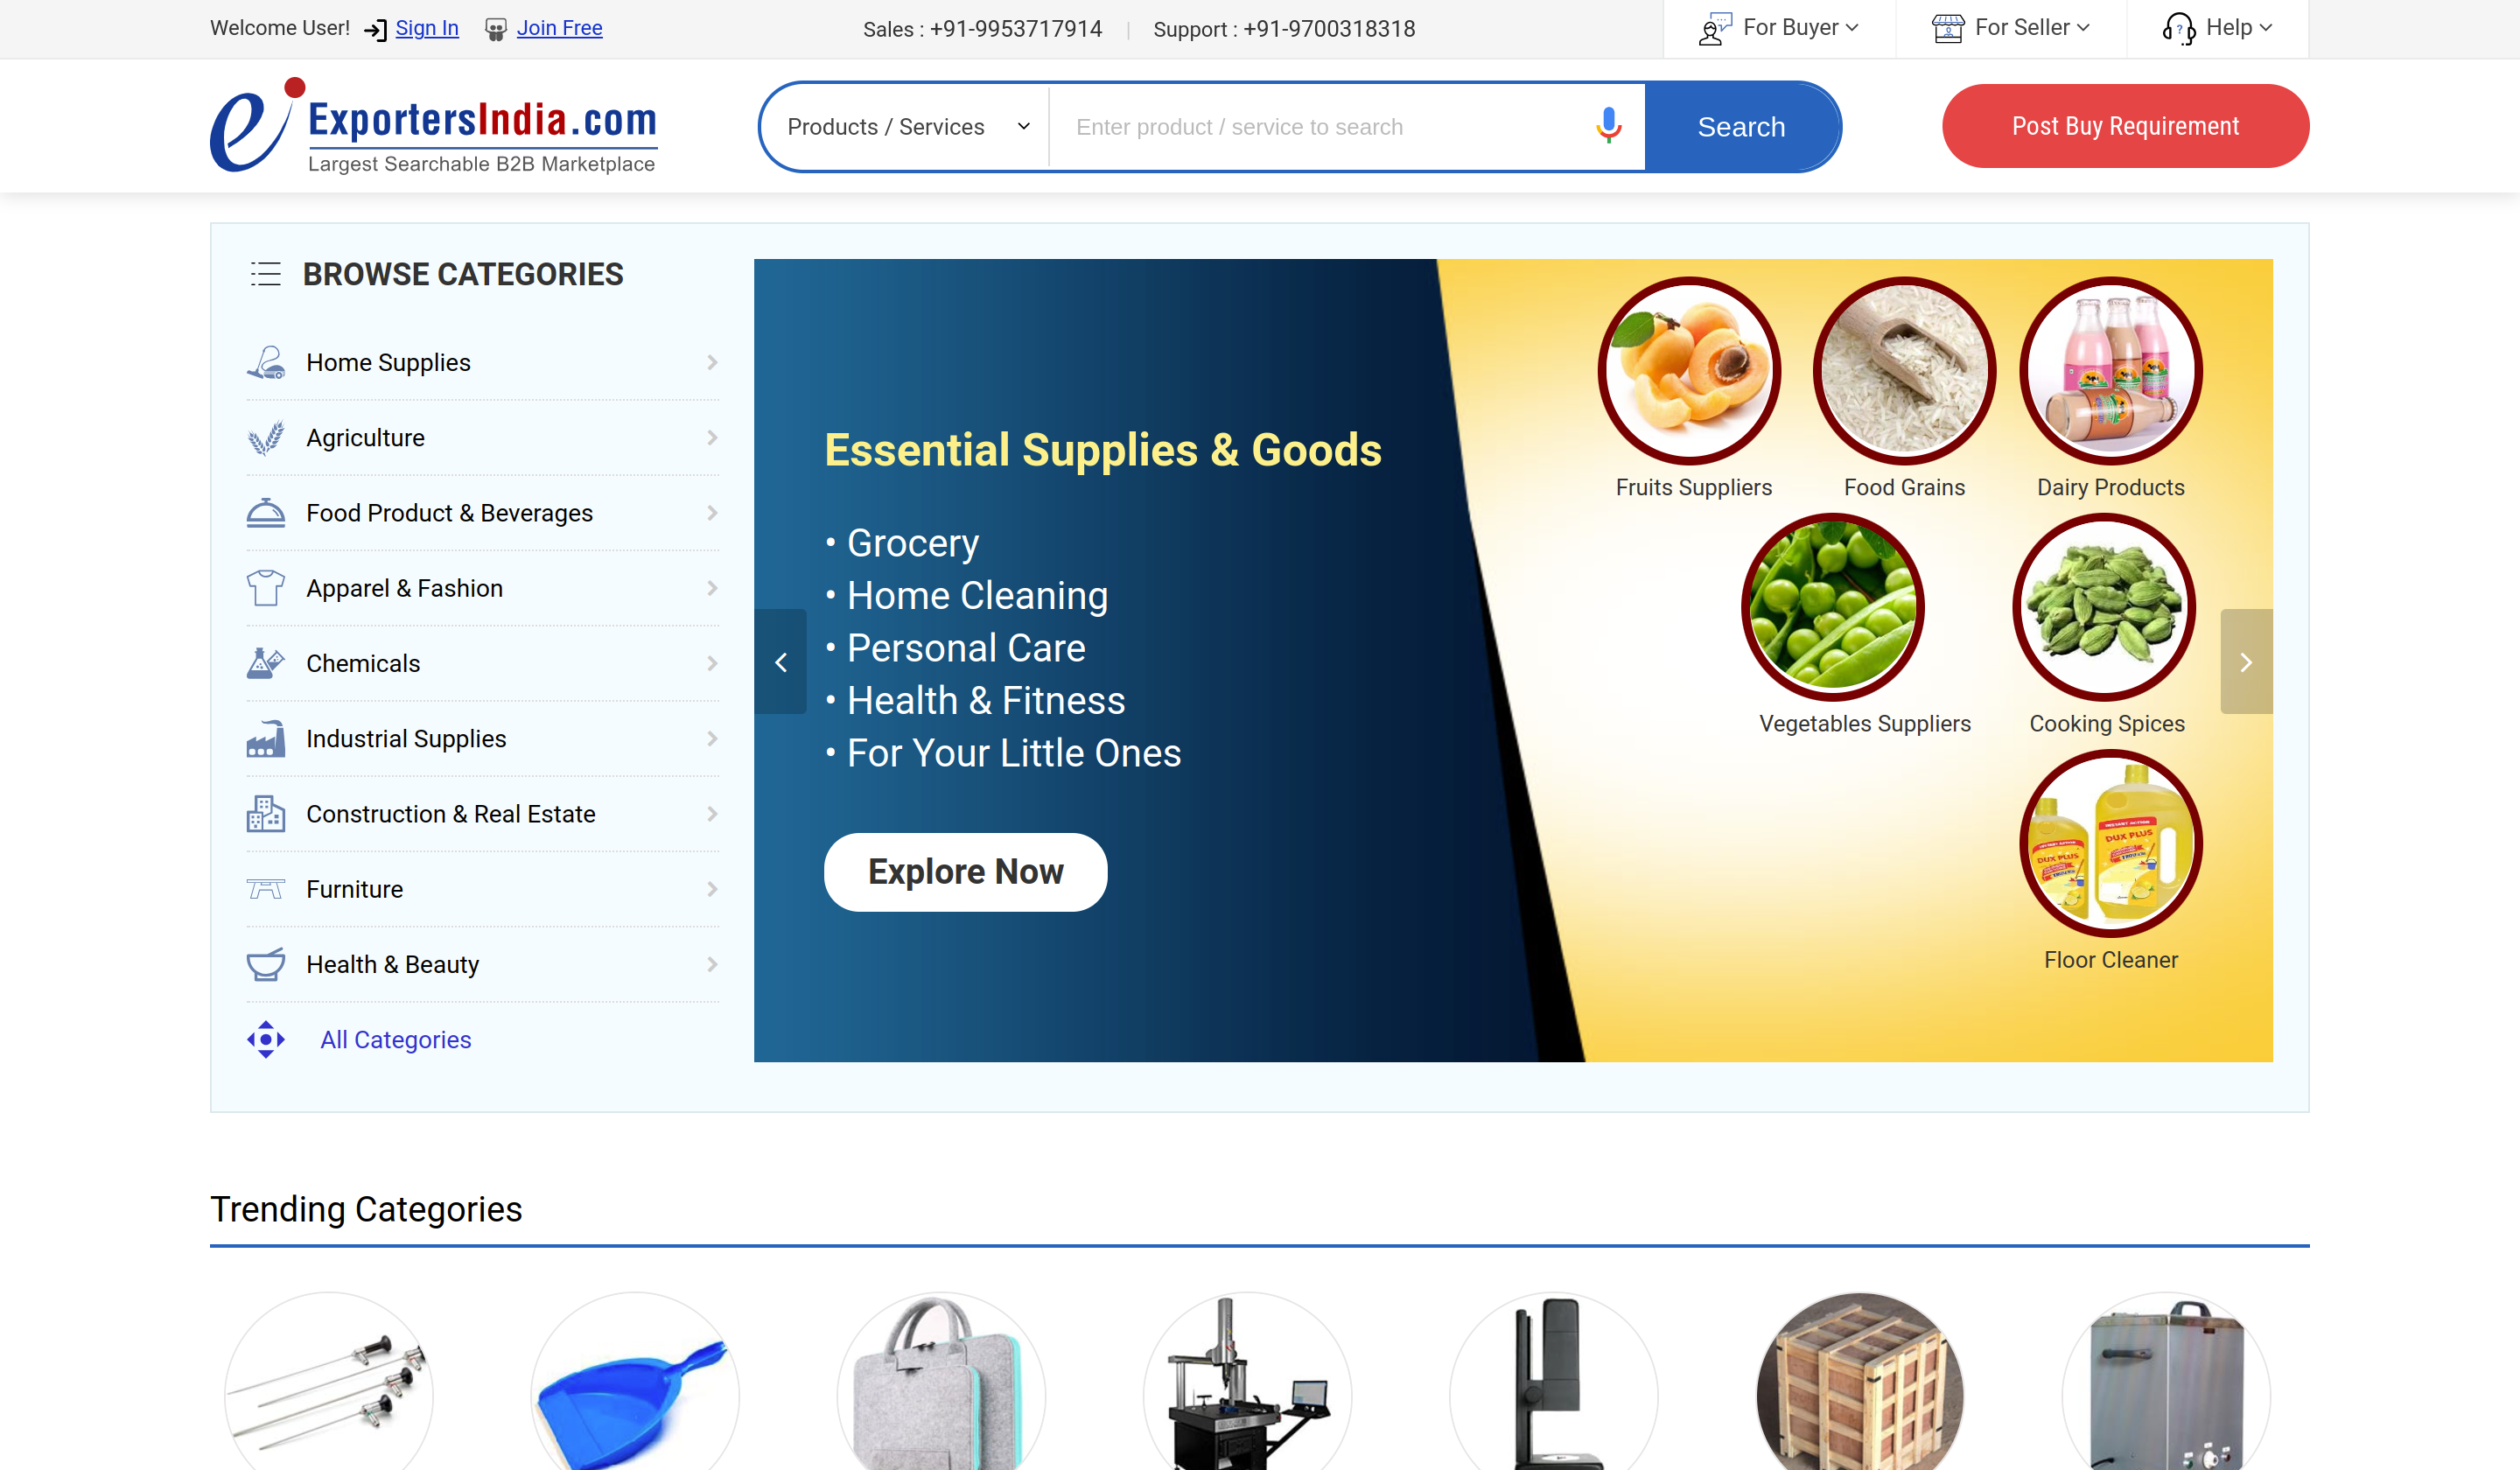 Welcome User! Sign In Join Free Sales : +91-9953717914 | Support : +91-9700318318 For Buyer For Seller Help
ExportersIndia.com
Largest Searchable B2B Marketplace
Products / Services Enter product / service to search Search Post Buy Requirement
BROWSE CATEGORIES
Home Supplies
Agriculture
Food Product & Beverages
Apparel & Fashion
Chemicals
Industrial Supplies
Construction & Real Estate
Furniture
Health & Beauty
All Categories
Essential Supplies & Goods
• Grocery
• Home Cleaning
• Personal Care
• Health & Fitness
• For Your Little Ones
Explore Now
Fruits Suppliers Food Grains Dairy Products
Vegetables Suppliers Cooking Spices
DUX PLUS
DUX PLUS
Floor Cleaner
Trending Categories